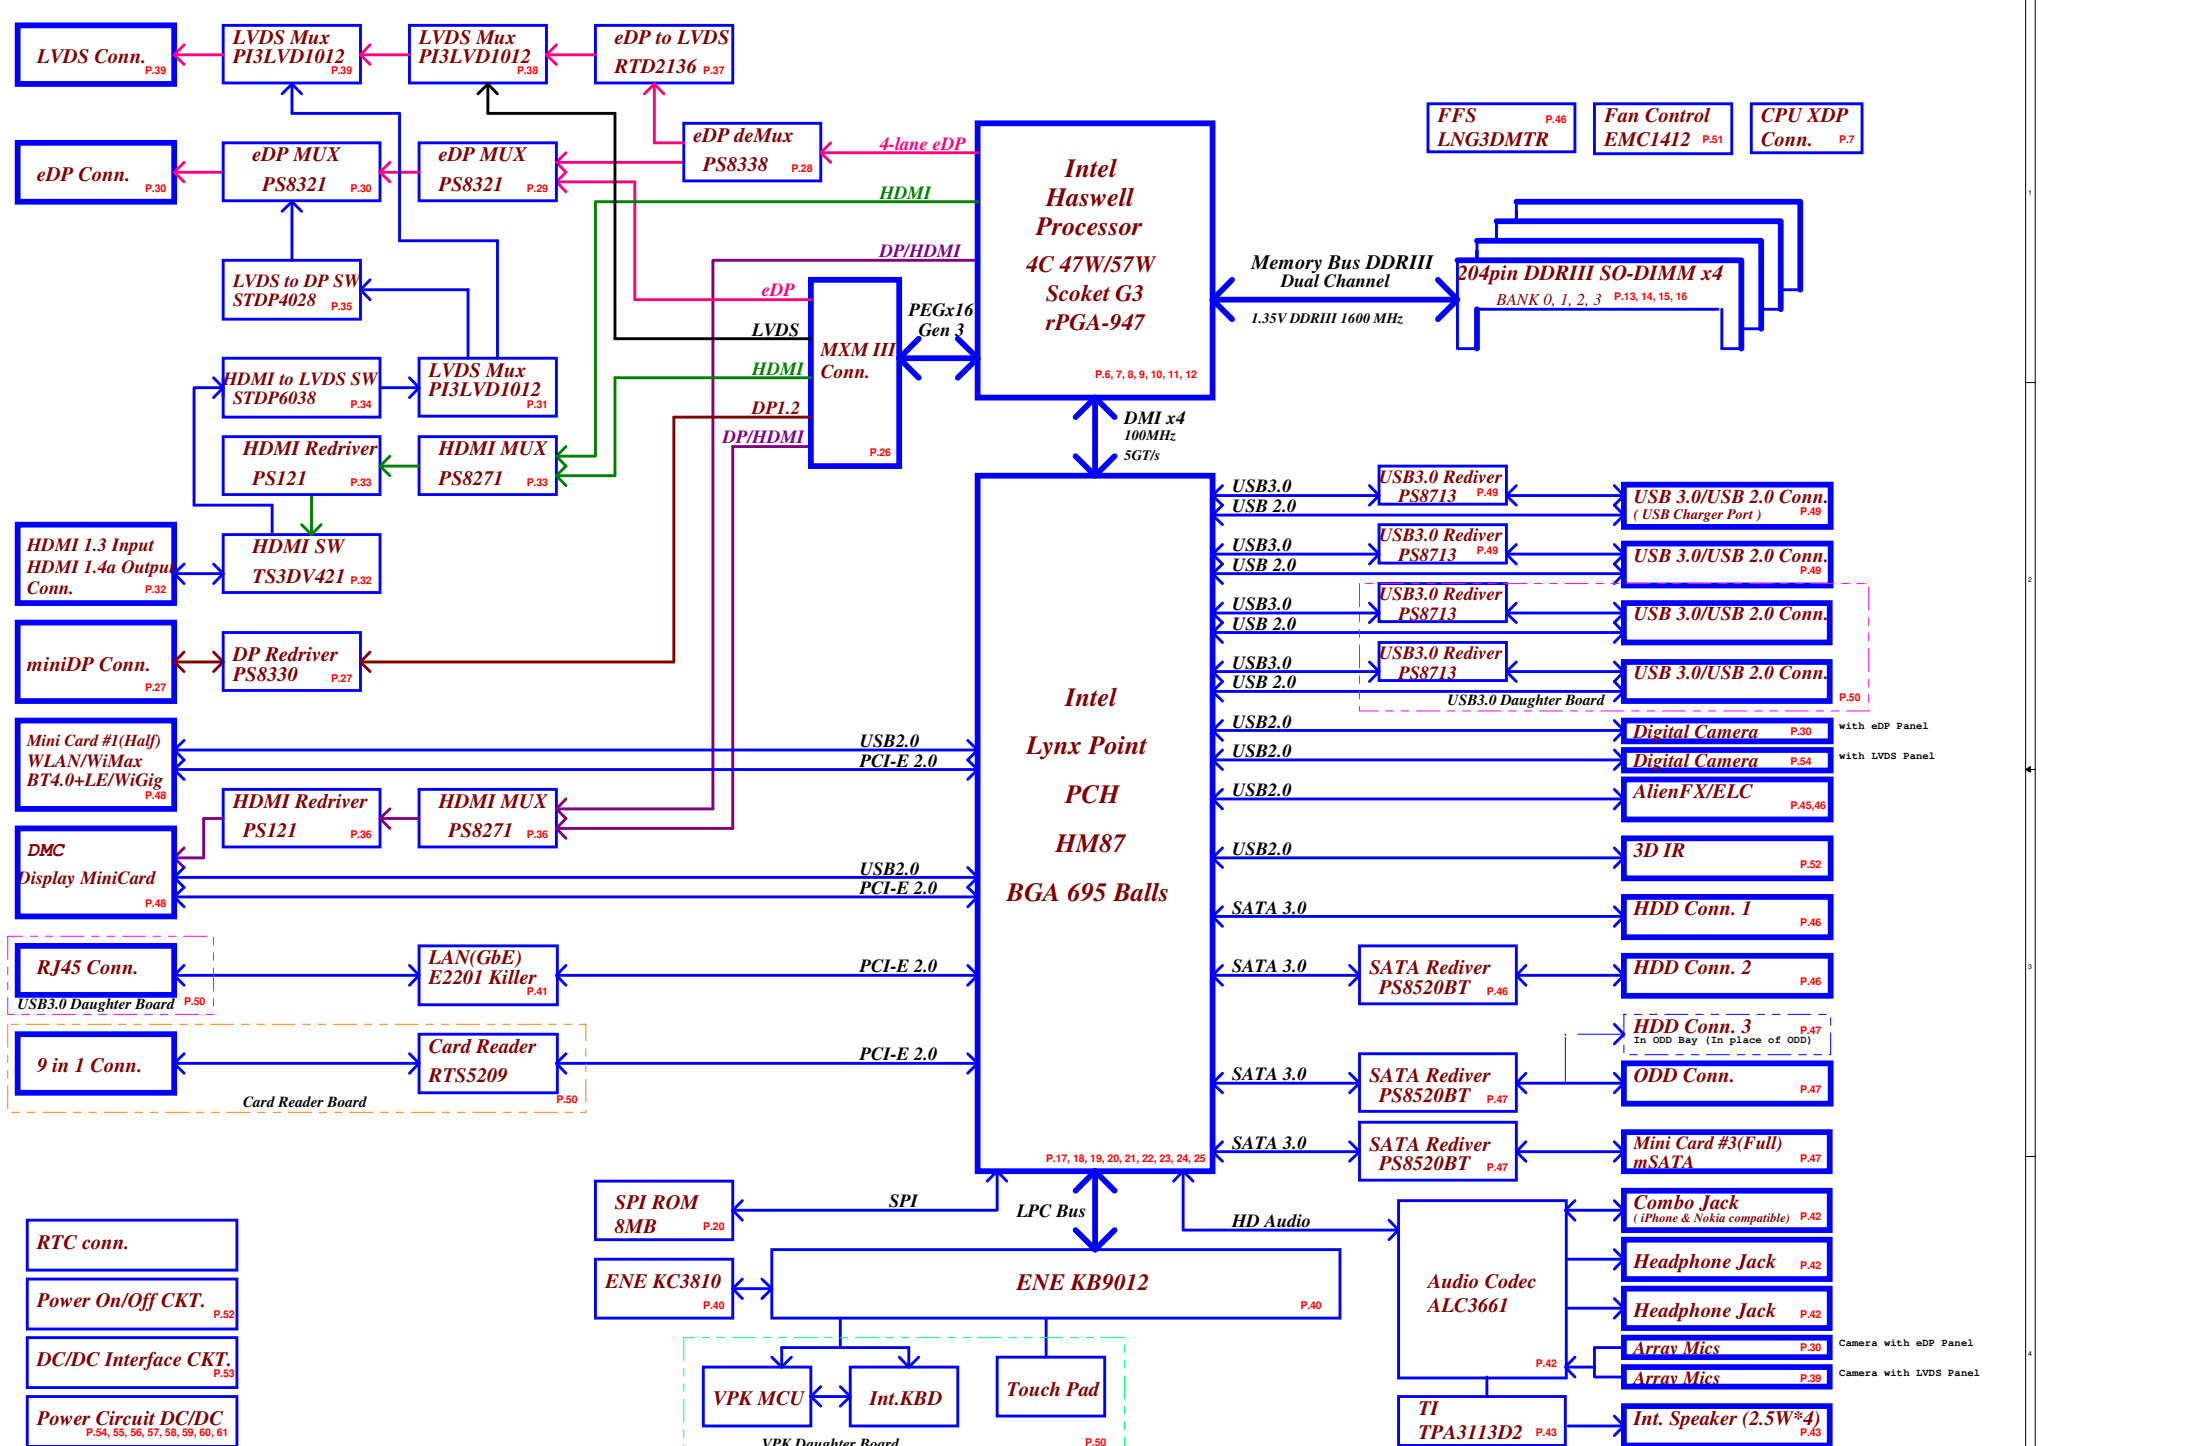 LVDS Conn.
P.39
LVDS Mux
PI3LVD1012
P.39
LVDS Mux
PI3LVD1012
P.38
eDP to LVDS
RTD2136 P.37
eDP Conn.
P.30
eDP MUX
PS8321 P.30
eDP MUX
PS8321 P.29
eDP deMux
PS8338 P.28
4-lane eDP
HDMI
DP/HDMI
eDP
LVDS
HDMI
DP1.2
DP/HDMI
LVDS to DP SW
STDP4028
P.35
HDMI to LVDS SW
STDP6038
P.34
LVDS Mux
PI3LVD1012
P.31
HDMI Redriver
PS121 P.33
HDMI MUX
PS8271 P.33
HDMI 1.3 Input
HDMI 1.4a Output
Conn. P.32
HDMI SW
TS3DV421 P.32
miniDP Conn.
P.27
DP Redriver
PS8330 P.27
MXM III
Conn.
P.26
PEGx16
Gen 3
Intel
Haswell
Processor
4C 47W/57W
Scoket G3
rPGA-947
P.6, 7, 8, 9, 10, 11, 12
FFS P.46
LNG3DMTR
Fan Control
EMC1412 P.51
CPU XDP
Conn. P.7
Memory Bus DDRIII
Dual Channel
1.35V DDRIII 1600 MHz
204pin DDRIII SO-DIMM x4
BANK 0, 1, 2, 3 P.13, 14, 15, 16
DMI x4
100MHz
5GT/s
Intel
Lynx Point
PCH
HM87
BGA 695 Balls
P.17, 18, 19, 20, 21, 22, 23, 24, 25
USB3.0
USB 2.0
USB3.0 Rediver
PS8713 P.49
USB 3.0/USB 2.0 Conn.
( USB Charger Port ) P.49
USB3.0
USB 2.0
USB3.0 Rediver
PS8713 P.49
USB 3.0/USB 2.0 Conn.
P.49
USB3.0
USB 2.0
USB3.0 Rediver
PS8713
USB 3.0/USB 2.0 Conn.
USB3.0
USB 2.0
USB3.0 Rediver
PS8713
USB 3.0/USB 2.0 Conn.
USB3.0 Daughter Board
P.50
USB2.0
Digital Camera P.30
with eDP Panel
USB2.0
Digital Camera P.54
with LVDS Panel
USB2.0
AlienFX/ELC
P.45,46
USB2.0
3D IR
P.52
SATA 3.0
HDD Conn. 1
P.46
SATA 3.0
SATA Rediver
PS8520BT P.46
HDD Conn. 2
P.46
HDD Conn. 3 P.47
In ODD Bay (In place of ODD)
SATA 3.0
SATA Rediver
PS8520BT P.47
ODD Conn.
P.47
SATA 3.0
SATA Rediver
PS8520BT P.47
Mini Card #3(Full)
mSATA P.47
Mini Card #1(Half)
WLAN/WiMax
BT4.0+LE/WiGig
P.48
USB2.0
PCI-E 2.0
HDMI Redriver
PS121 P.36
HDMI MUX
PS8271 P.36
DMC
Display MiniCard
P.48
USB2.0
PCI-E 2.0
RJ45 Conn.
USB3.0 Daughter Board P.50
LAN(GbE)
E2201 Killer
P.41
PCI-E 2.0
9 in 1 Conn.
Card Reader
RTS5209
P.50
Card Reader Board
PCI-E 2.0
SPI ROM
8MB P.20
SPI
LPC Bus
HD Audio
ENE KC3810
P.40
ENE KB9012
P.40
VPK MCU
Int.KBD
Touch Pad
VPK Daughter Board
P.50
Audio Codec
ALC3661
P.42
Combo Jack
( iPhone & Nokia compatible) P.42
Headphone Jack P.42
Headphone Jack P.42
Array Mics P.30
Camera with eDP Panel
Array Mics P.39
Camera with LVDS Panel
TI
TPA3113D2 P.43
Int. Speaker (2.5W*4)
P.43
RTC conn.
Power On/Off CKT.
P.52
DC/DC Interface CKT.
P.53
Power Circuit DC/DC
P.54, 55, 56, 57, 58, 59, 60, 61
1
2
3
4